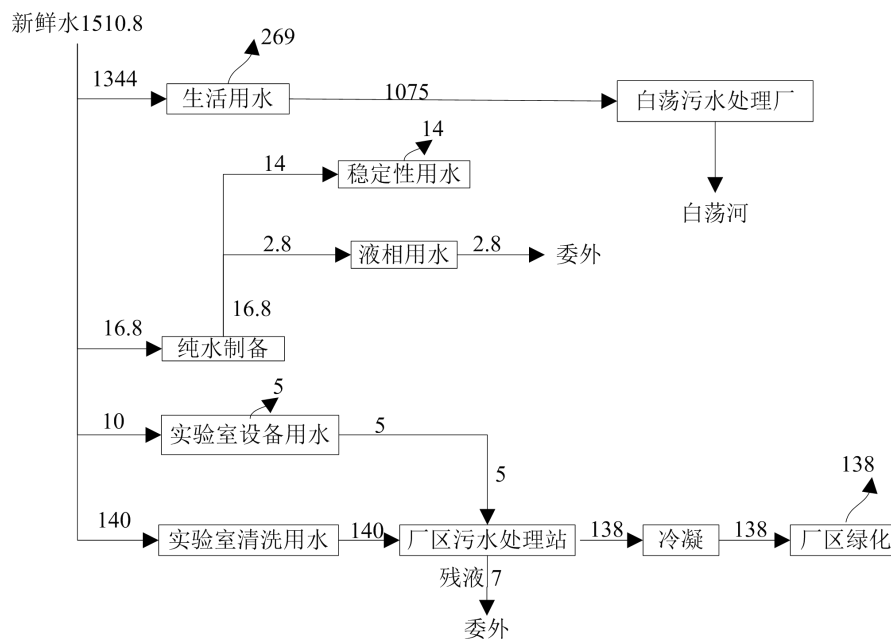 新鲜水1510.8
269
1344
生活用水
1075
白荡污水处理厂
14
14
稳定性用水
白荡河
2.8
液相用水
2.8
委外
16.8
16.8
纯水制备
5
10
实验室设备用水
5
5
138
140
实验室清洗用水
140
厂区污水处理站
138
冷凝
138
厂区绿化
残液 7
委外